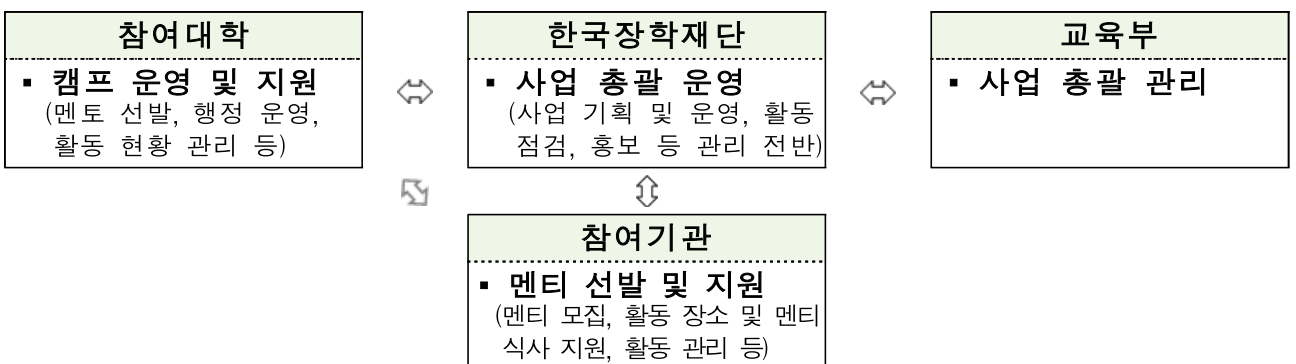 참여대학
▪ 캠프 운영 및 지원
(멘토 선발, 행정 운영,
활동 현황 관리 등)
한국장학재단
▪ 사업 총괄 운영
(사업 기획 및 운영, 활동
점검, 홍보 등 관리 전반)
교육부
▪ 사업 총괄 관리
참여기관
▪ 멘티 선발 및 지원
(멘티 모집, 활동 장소 및 멘티
식사 지원, 활동 관리 등)